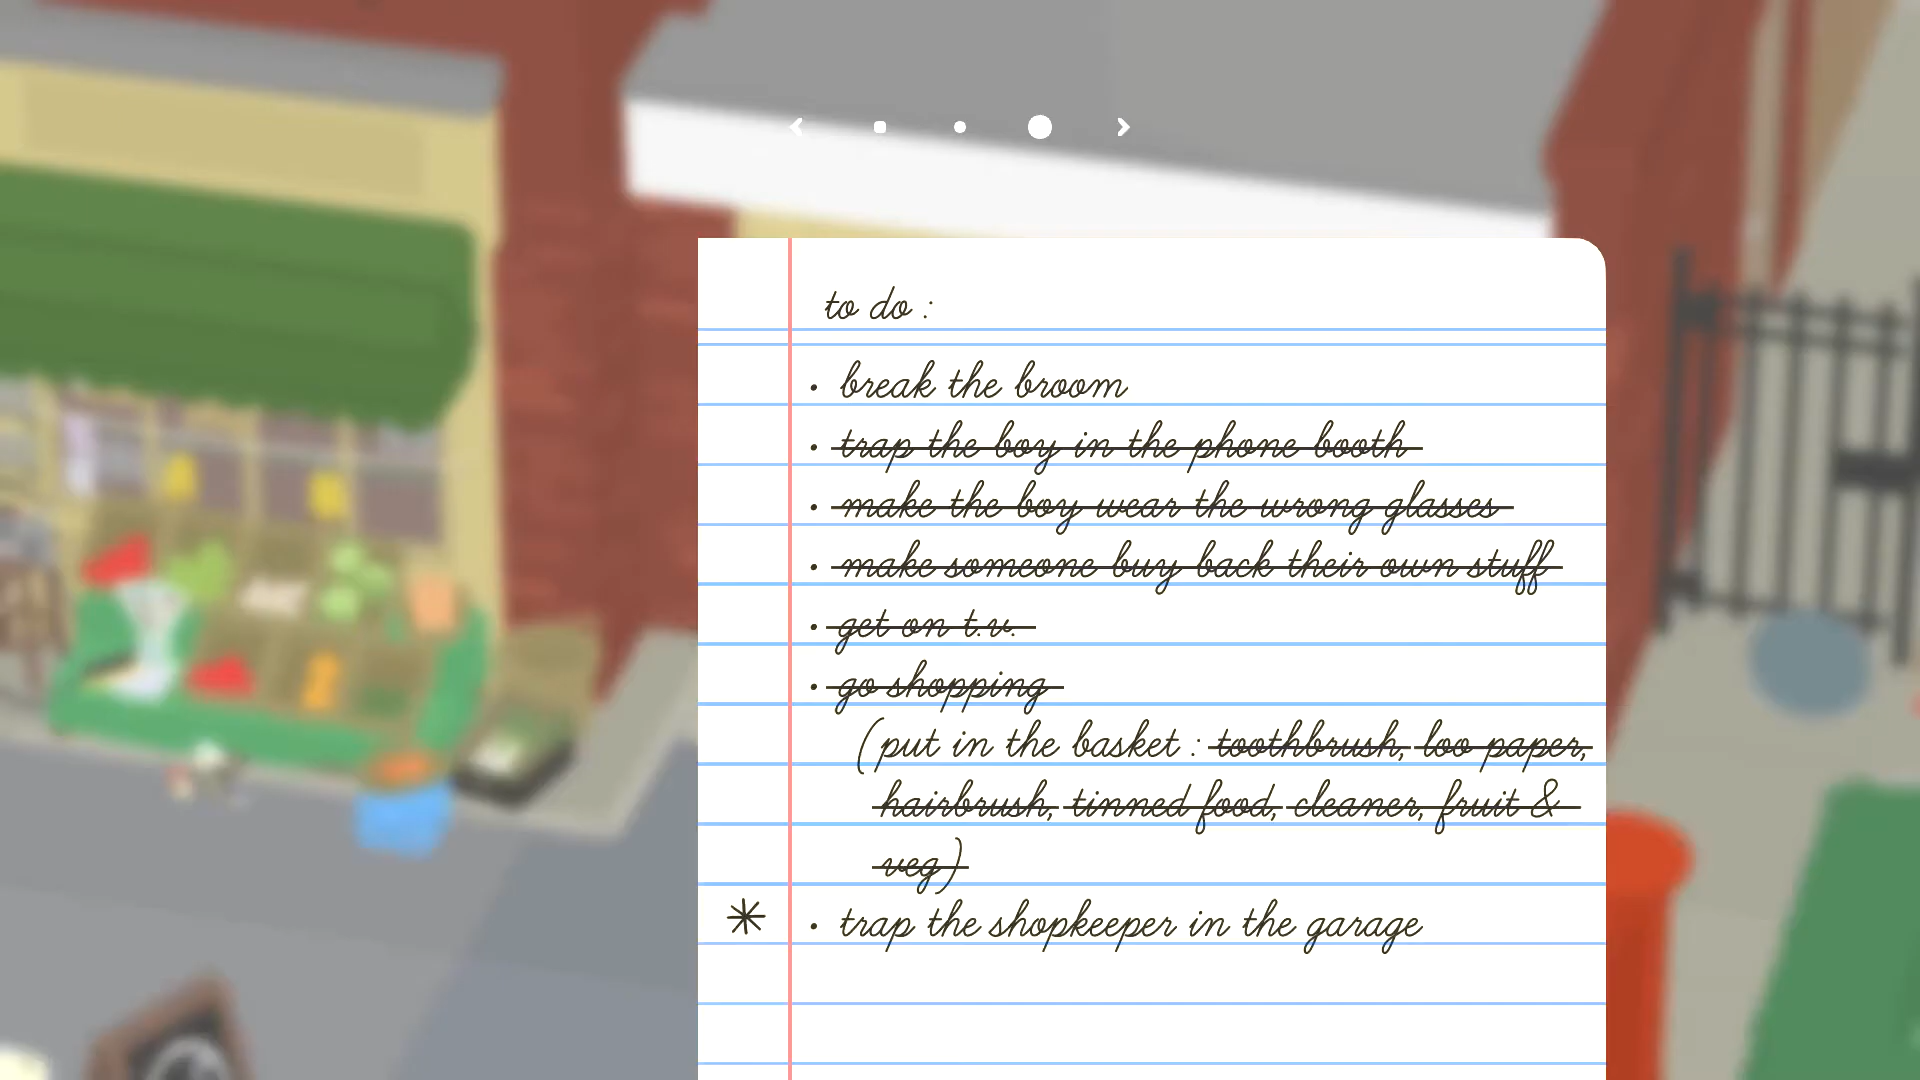 to do :
• break the broom
• trap the boy in the phone booth
• make the boy wear the wrong glasses
• make someone buy back their own stuff
• get on t.v.
• go shopping
(put in the basket : toothbrush, loo paper,
hairbrush, tinned food, cleaner, fruit &
veg)
* • trap the shopkeeper in the garage